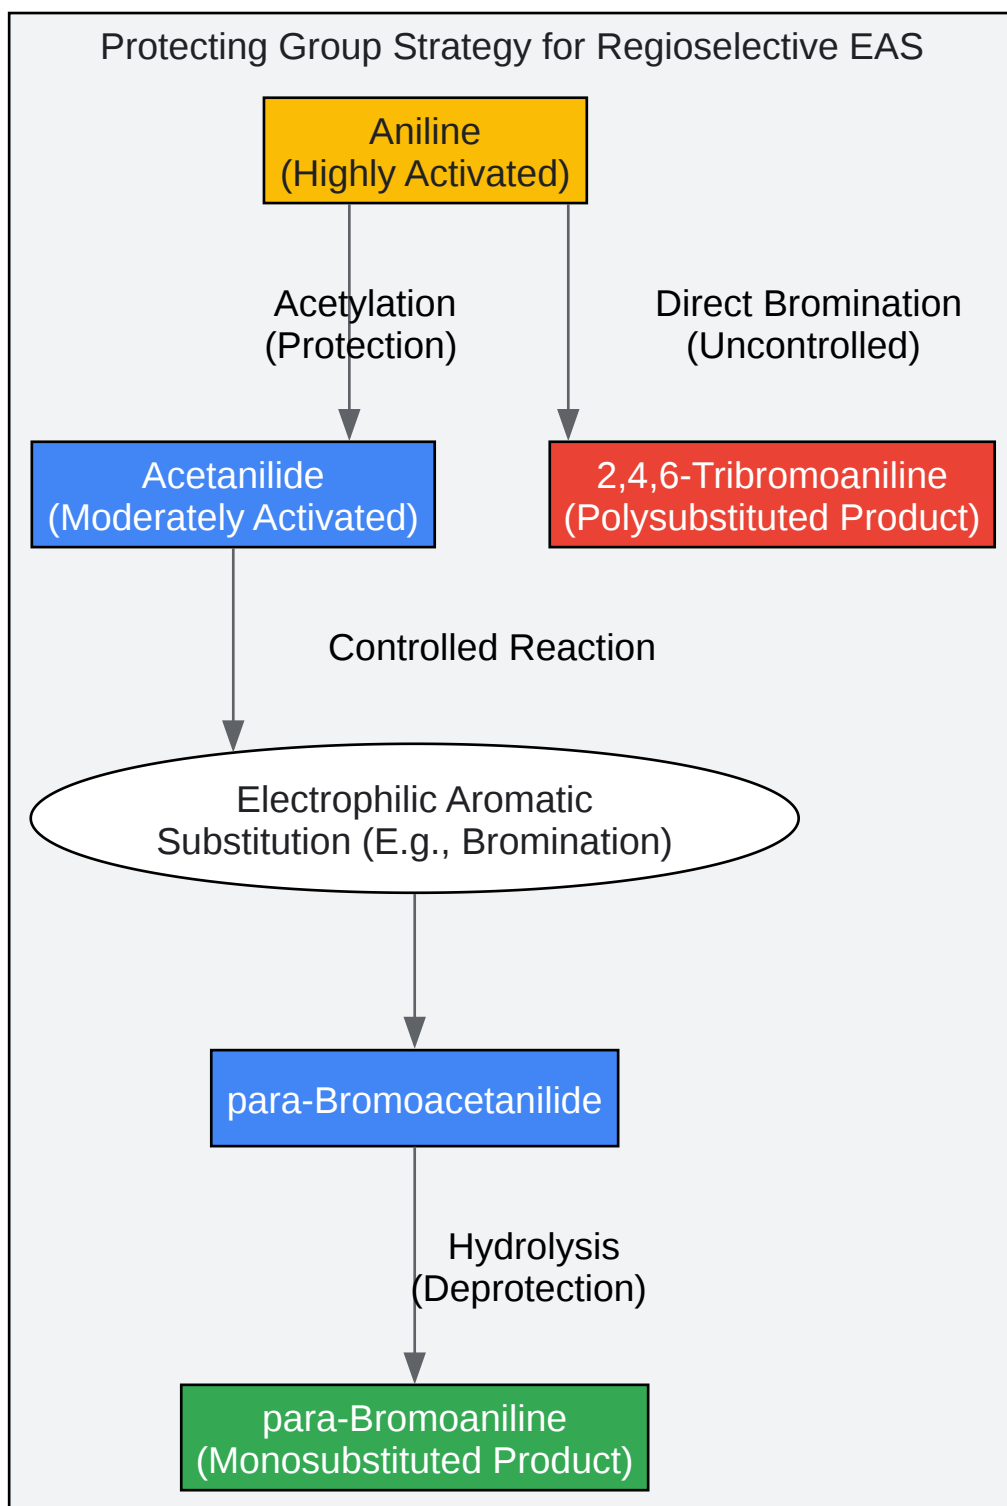 Protecting Group Strategy for Regioselective EAS
Aniline
(Highly Activated)
Acetylation
(Protection)
Direct Bromination
(Uncontrolled)
Acetanilide
(Moderately Activated)
2,4,6-Tribromoaniline
(Polysubstituted Product)
Controlled Reaction
Electrophilic Aromatic
Substitution (E.g., Bromination)
para-Bromoacetanilide
Hydrolysis
(Deprotection)
para-Bromoaniline
(Monosubstituted Product)